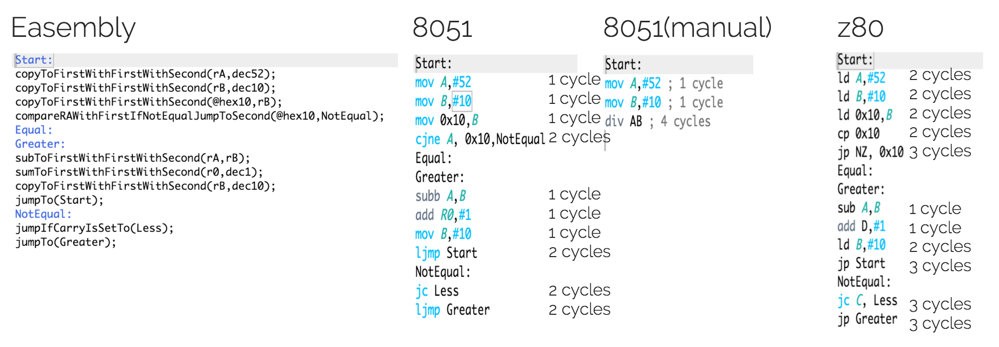 Easembly
Start:
copyToFirstWithFirstWithSecond(rA,dec52);
copyToFirstWithFirstWithSecond(rB,dec10);
copyToFirstWithFirstWithSecond(@hex10,rB);
compareRAWithFirstIfNotEqualJumpToSecond(@hex10,NotEqual);
Equal:
Greater:
subToFirstWithFirstWithSecond(rA,rB);
sumToFirstWithFirstWithSecond(r0,dec1);
copyToFirstWithFirstWithSecond(rB,dec10);
jumpTo(Start);
NotEqual:
jumpIfCarryIsSetTo(Less);
jumpTo(Greater);
8051
Start:
mov A,#52 1 cycle
mov B,#10 1 cycle
mov 0x10,B 1 cycle
cjne A, 0x10,NotEqual 2 cycles
Equal:
Greater:
subb A,B 1 cycle
add R0,#1 1 cycle
mov B,#10 1 cycle
ljmp Start 2 cycles
NotEqual:
jc Less 2 cycles
ljmp Greater 2 cycles
8051(manual)
Start:
mov A,#52 ; 1 cycle
mov B,#10 ; 1 cycle
div AB ; 4 cycles
z80
Start:
ld A,#52 2 cycles
ld B,#10 2 cycles
ld 0x10,B 2 cycles
cp 0x10 2 cycles
jp NZ, 0x10 3 cycles
Equal:
Greater:
sub A,B 1 cycle
add D,#1 1 cycle
ld B,#10 2 cycles
jp Start 3 cycles
NotEqual:
jc C, Less 3 cycles
jp Greater 3 cycles